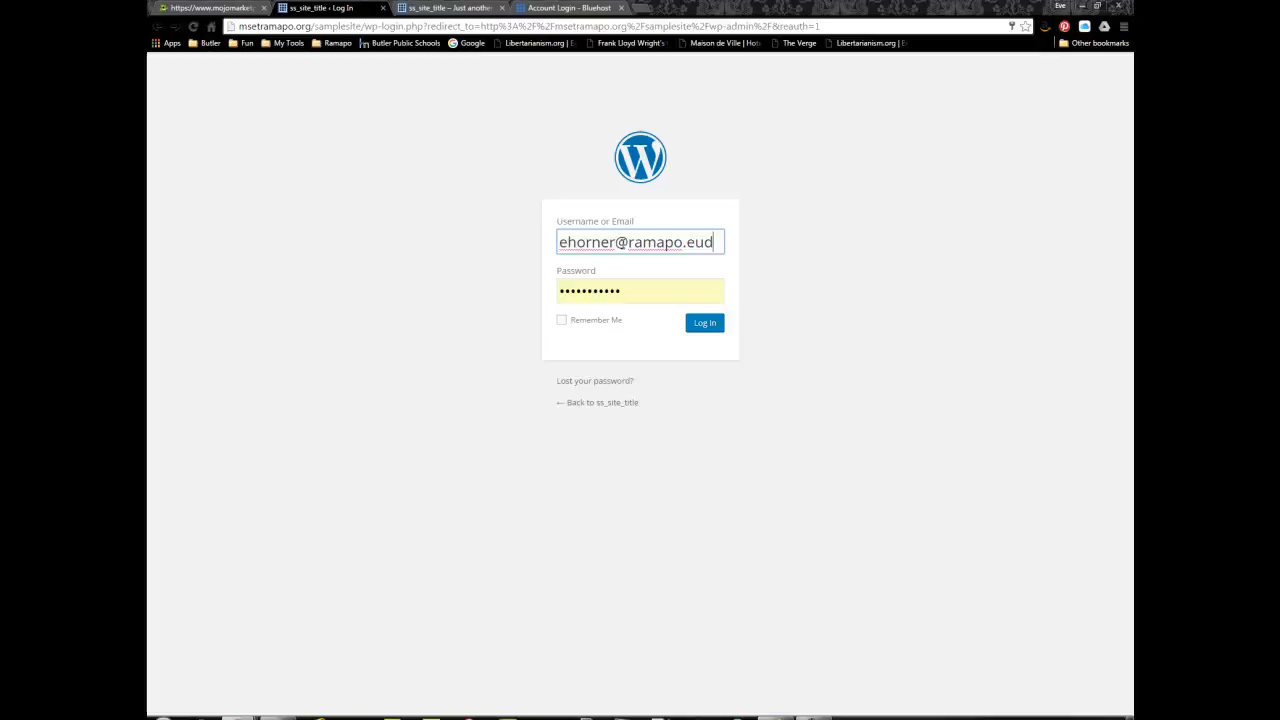 https://www.mojomarket
ss_site_title ‹ Log In
ss_site_title – Just anothe
Account Login - Bluehost
Eve
msetramapo.org/samplesite/wp-login.php?redirect_to=http%3A%2F%2Fmsetramapo.org%2Fsamplesite%2Fwp-admin%2F&reauth=1
Apps Butler Fun My Tools Ramapo Butler Public Schools Google Libertarianism.org | E Frank Lloyd Wright's Maison de Ville | Hot The Verge Libertarianism.org | E Other bookmarks
W
Username or Email
ehorner@ramapo.eud
Password
Remember Me
Log In
Lost your password?
← Back to ss_site_title